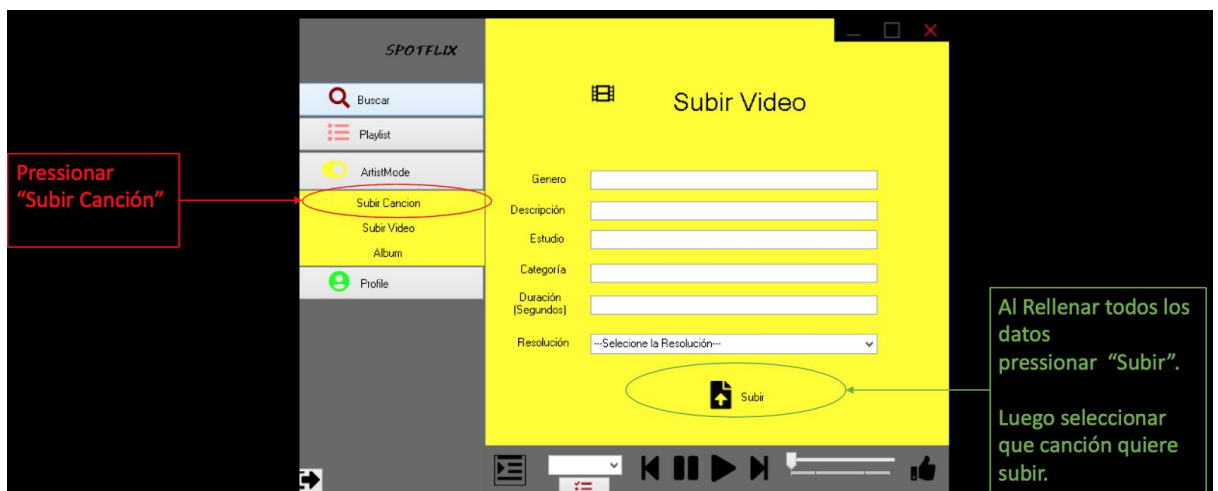 SPOTFLIX
Buscar
Playlist
ArtistMode
Subir Cancion
Subir Video
Album
Profile
Pressionar
“Subir Canción”
Subir Video
Genero
Descripción
Estudio
Categoría
Duración
(Segundos)
Resolución
---Selecione la Resolución---
Subir
Al Rellenar todos los
datos
pressionar “Subir”.
Luego seleccionar
que canción quiere
subir.